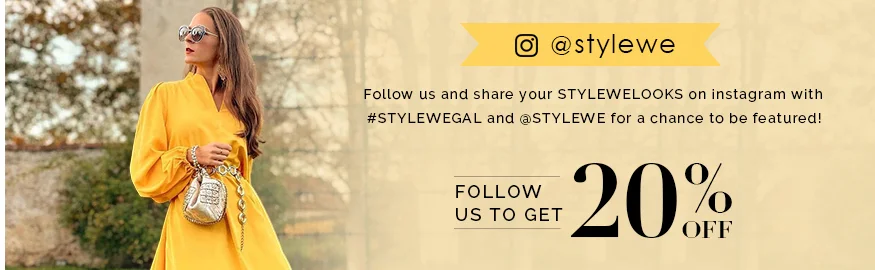 @stylewe
Follow us and share your STYLEWELOOKS on instagram with
#STYLEWEGAL and @STYLEWE for a chance to be featured!
FOLLOW
US TO GET
20%
OFF